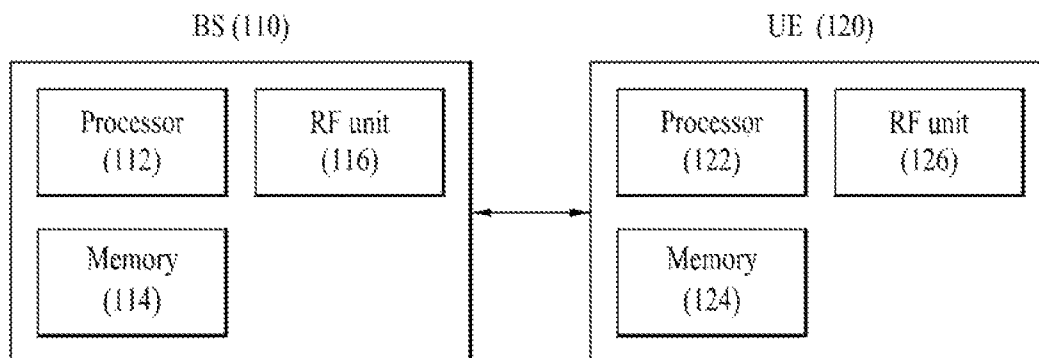 BS (110)
UE (120)
Processor
(112)
RF unit
(116)
Memory
(114)
Processor
(122)
RF unit
(126)
Memory
(124)